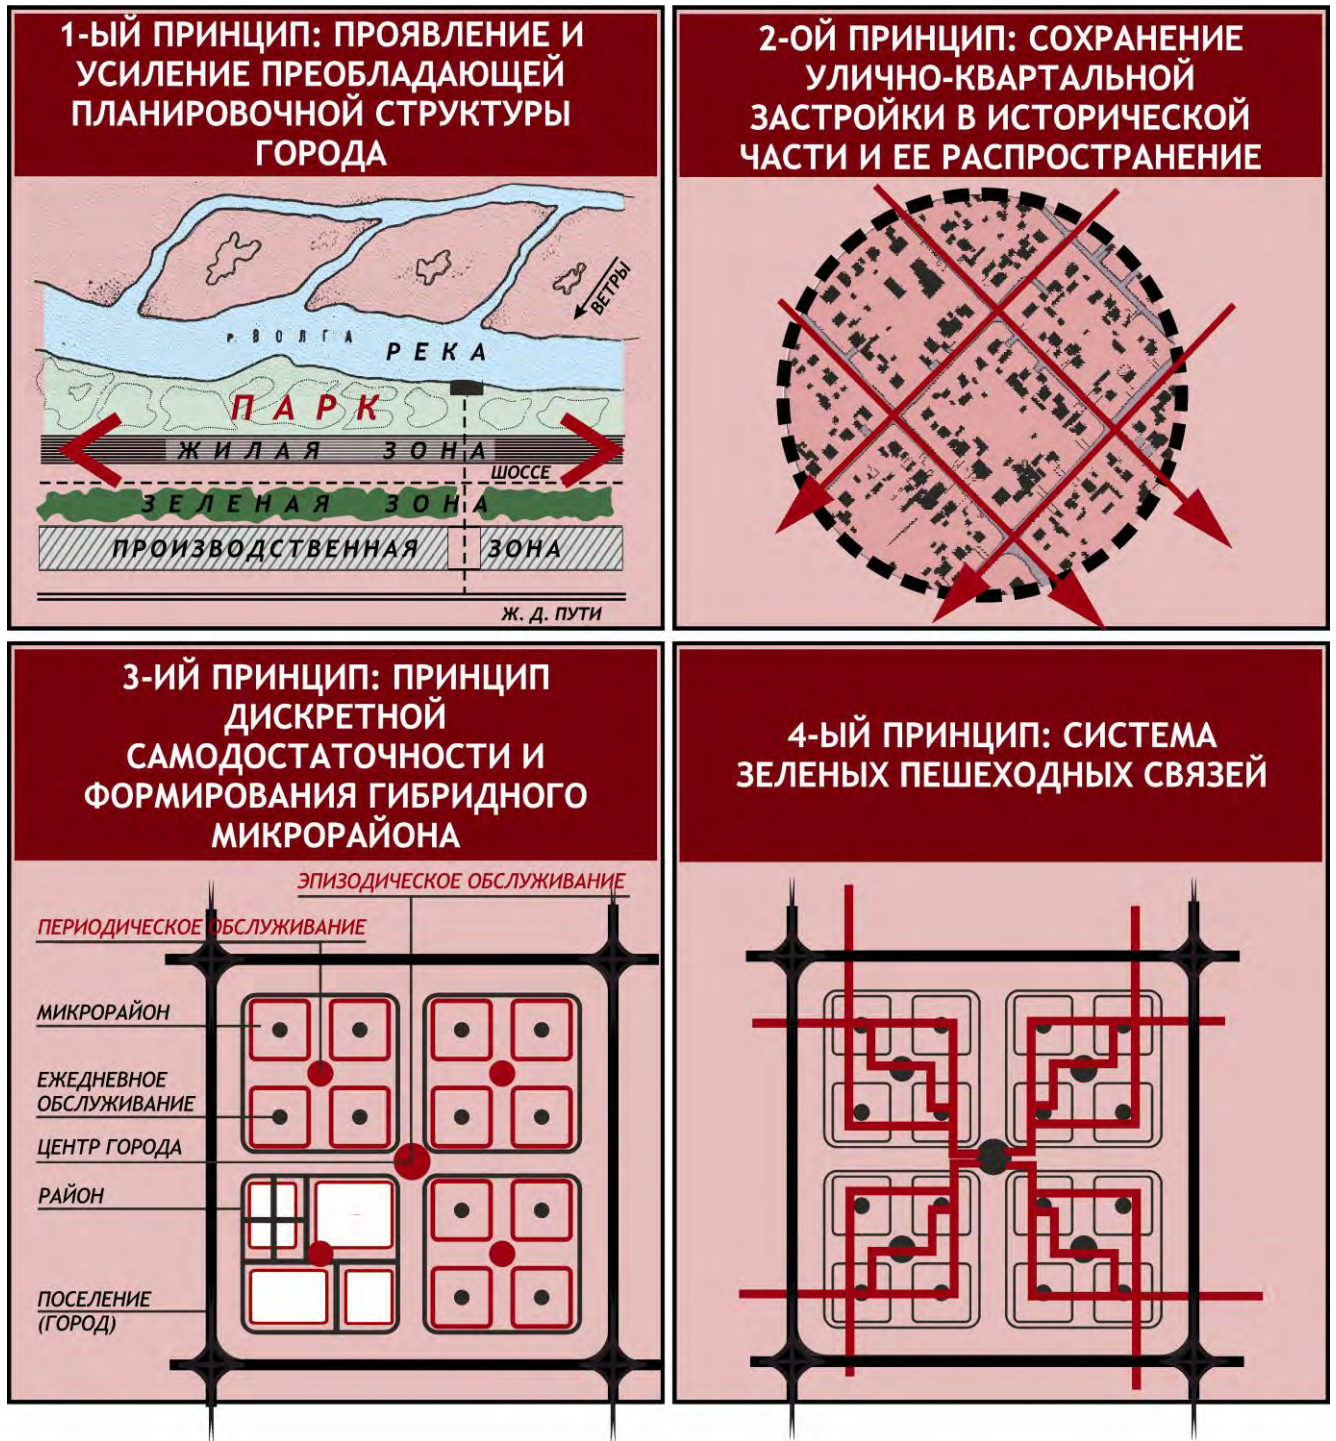 1-ЫЙ ПРИНЦИП: ПРОЯВЛЕНИЕ И
УСИЛЕНИЕ ПРЕОБЛАДАЮЩЕЙ
ПЛАНИРОВОЧНОЙ СТРУКТУРЫ
ГОРОДА
ВЕТРЫ
р. ВОЛГА
РЕКА
ПАРК
ЖИЛАЯ ЗОНА
ШОССЕ
ЗЕЛЕНАЯ ЗОНА
ПРОИЗВОДСТВЕННАЯ ЗОНА
Ж. Д. ПУТИ
2-ОЙ ПРИНЦИП: СОХРАНЕНИЕ
УЛИЧНО-КВАРТАЛЬНОЙ
ЗАСТРОЙКИ В ИСТОРИЧЕСКОЙ
ЧАСТИ И ЕЕ РАСПРОСТРАНЕНИЕ
3-ИЙ ПРИНЦИП: ПРИНЦИП
ДИСКРЕТНОЙ
САМОДОСТАТОЧНОСТИ И
ФОРМИРОВАНИЯ ГИБРИДНОГО
МИКРОРАЙОНА
ЭПИЗОДИЧЕСКОЕ ОБСЛУЖИВАНИЕ
ПЕРИОДИЧЕСКОЕ ОБСЛУЖИВАНИЕ
МИКРОРАЙОН
ЕЖЕДНЕВНОЕ
ОБСЛУЖИВАНИЕ
ЦЕНТР ГОРОДА
РАЙОН
ПОСЕЛЕНИЕ
(ГОРОД)
4-ЫЙ ПРИНЦИП: СИСТЕМА
ЗЕЛЕНЫХ ПЕШЕХОДНЫХ СВЯЗЕЙ